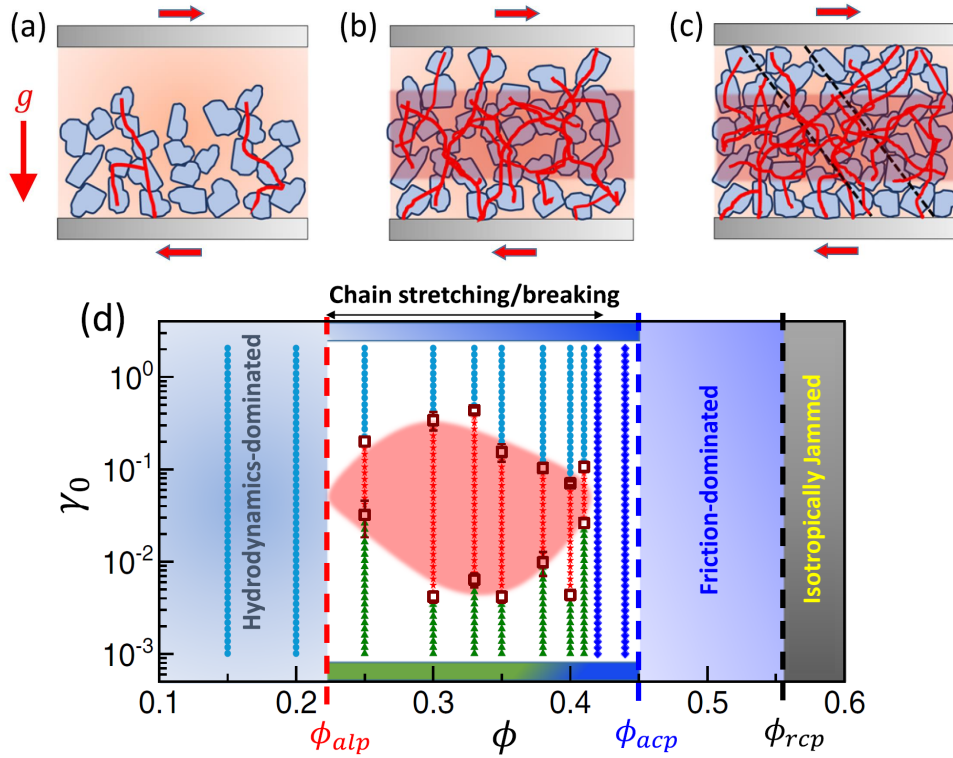 (a) (b) (c)
g
(d)
Chain stretching/breaking
10⁰
10⁻¹
10⁻²
10⁻³
γ₀
Hydrodynamics-dominated
Friction-dominated
Isotropically Jammed
0.1 0.2 0.3 0.4 0.5 0.6
ϕ_alp ϕ ϕ_acp ϕ_rcp